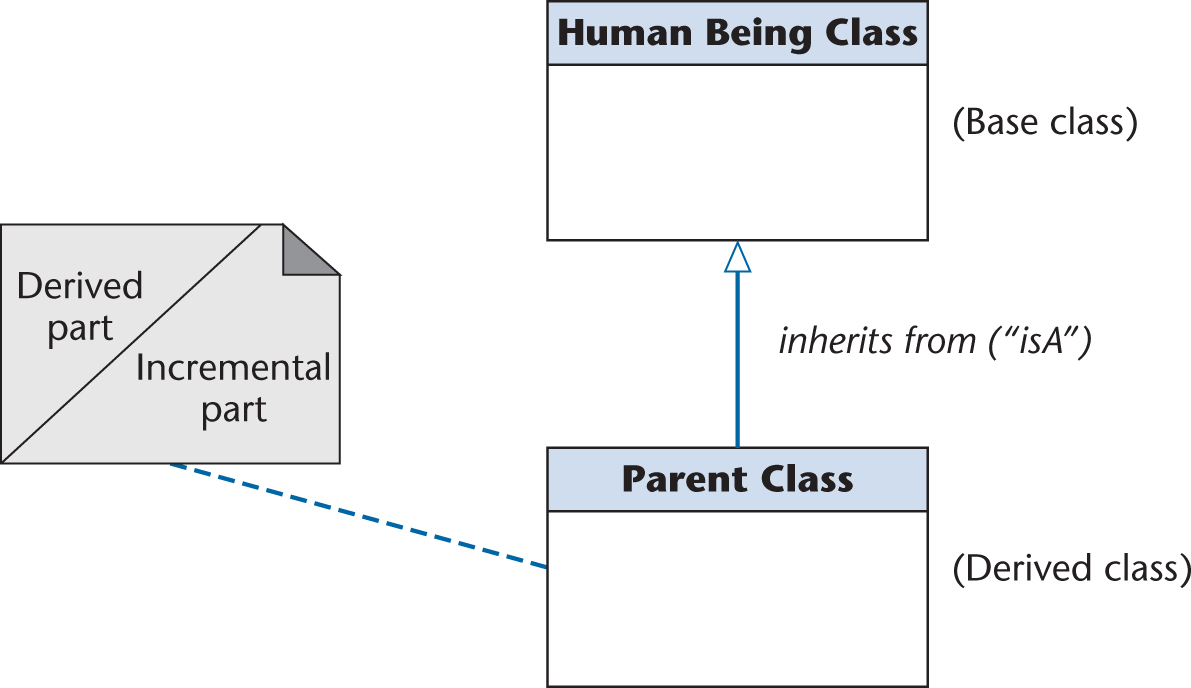 Human Being Class
(Base class)
Derived
part
Incremental
part
inherits from (“isA”)
Parent Class
(Derived class)